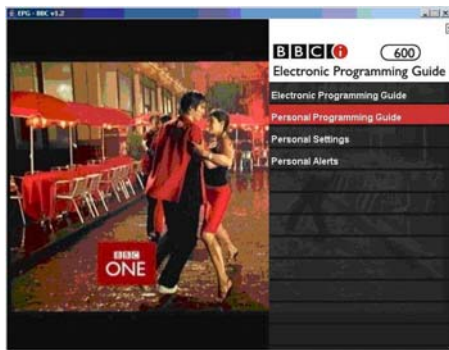 EPG - BBC v1.2
BBCi
600
Electronic Programming Guide
Electronic Programming Guide
Personal Programming Guide
Personal Settings
Personal Alerts
BBC
ONE